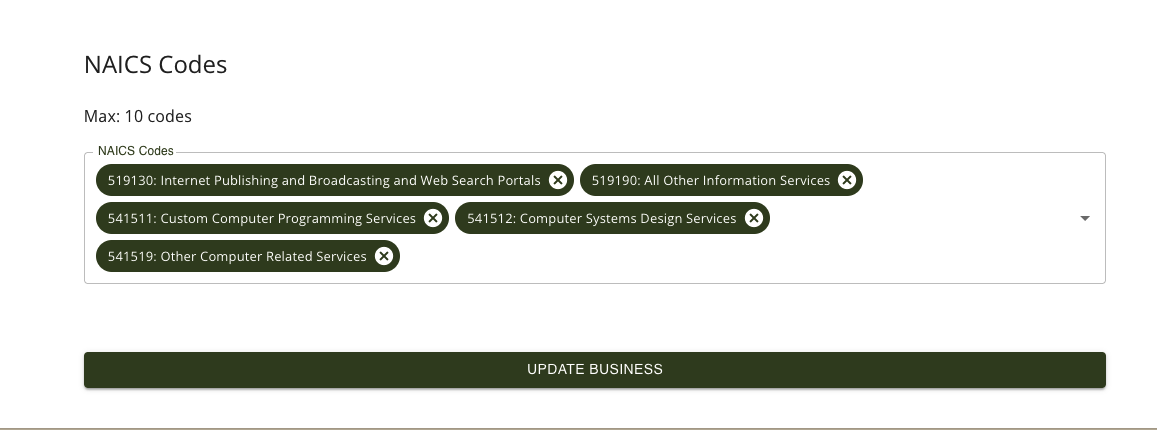 NAICS Codes
Max: 10 codes
NAICS Codes
519130: Internet Publishing and Broadcasting and Web Search Portals
519190: All Other Information Services
541511: Custom Computer Programming Services
541512: Computer Systems Design Services
541519: Other Computer Related Services
UPDATE BUSINESS